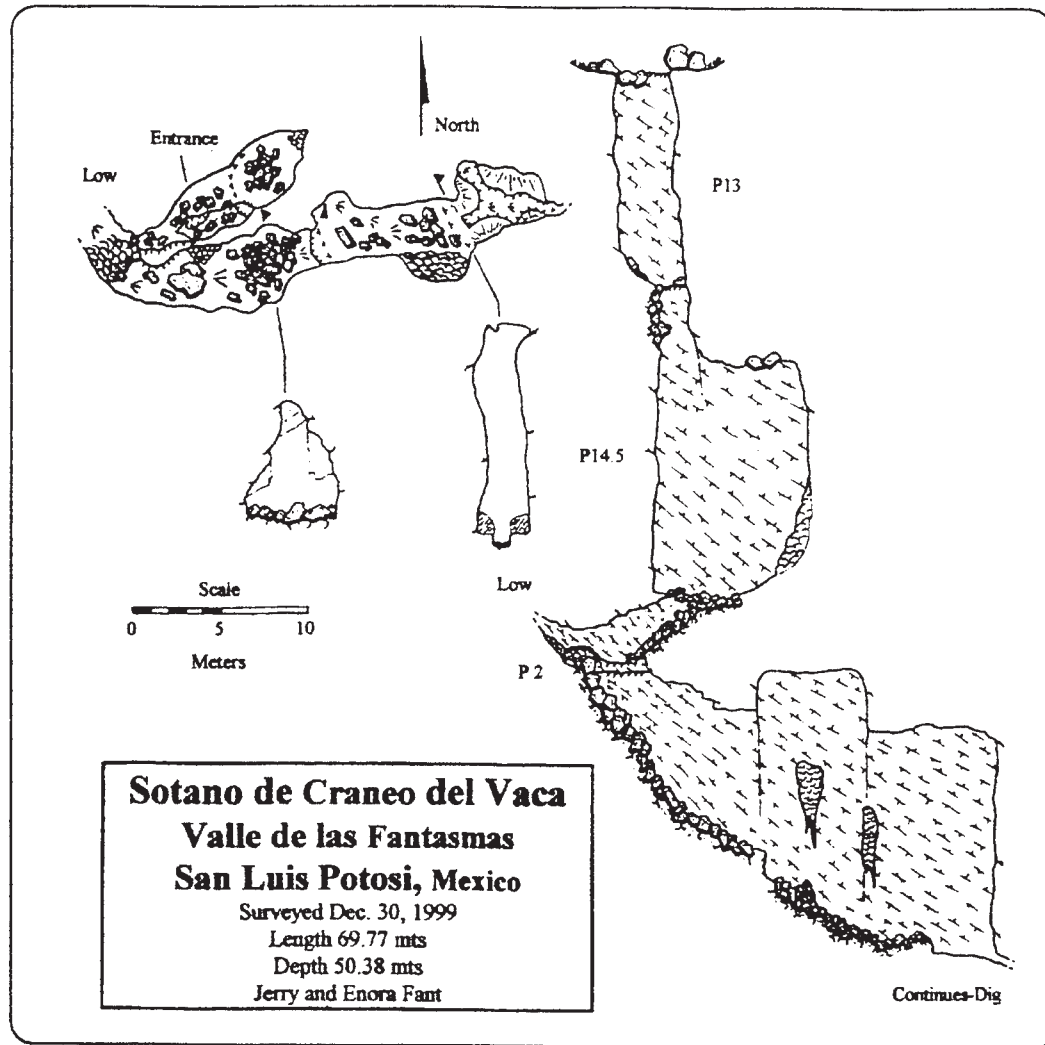 Entrance
Low
North
P13
P14.5
Low
P 2
Scale
0 5 10
Meters
Sotano de Craneo del Vaca
Valle de las Fantasmas
San Luis Potosi, Mexico
Surveyed Dec. 30, 1999
Length 69.77 mts
Depth 50.38 mts
Jerry and Enora Fant
Continues-Dig